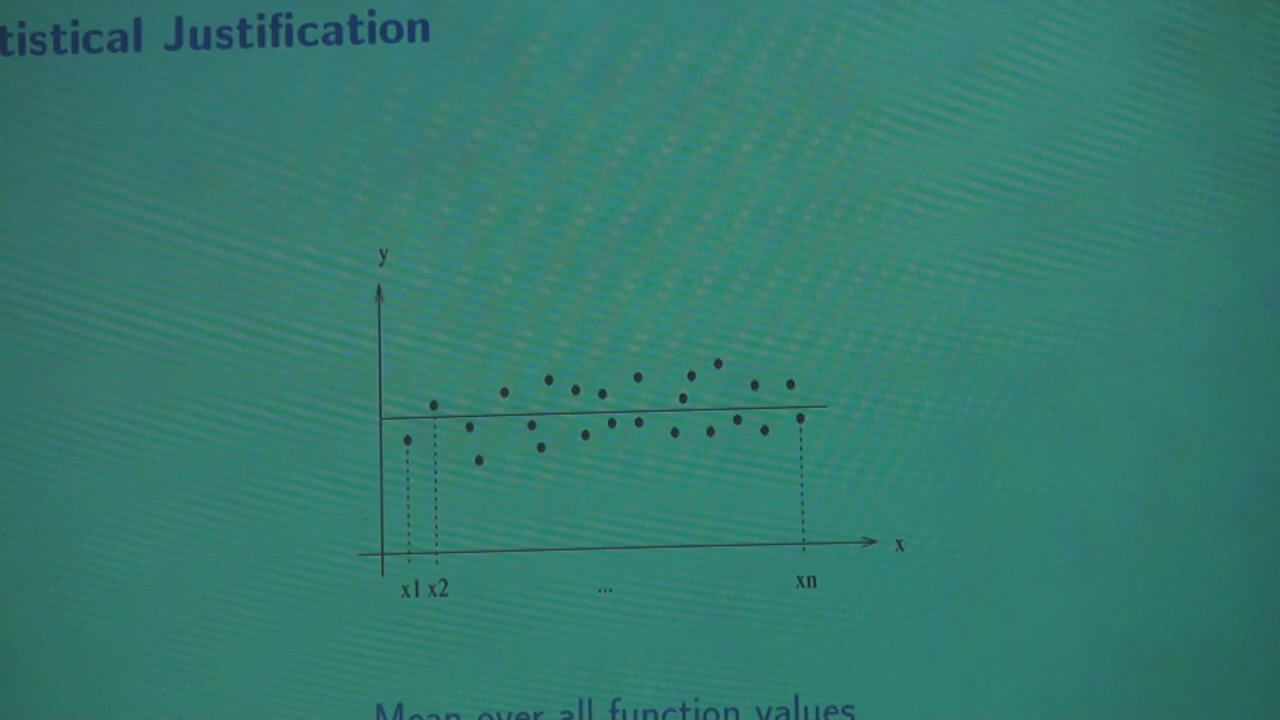 tistical Justification
y
x
x1 x2 ... xn
Mean over all function values